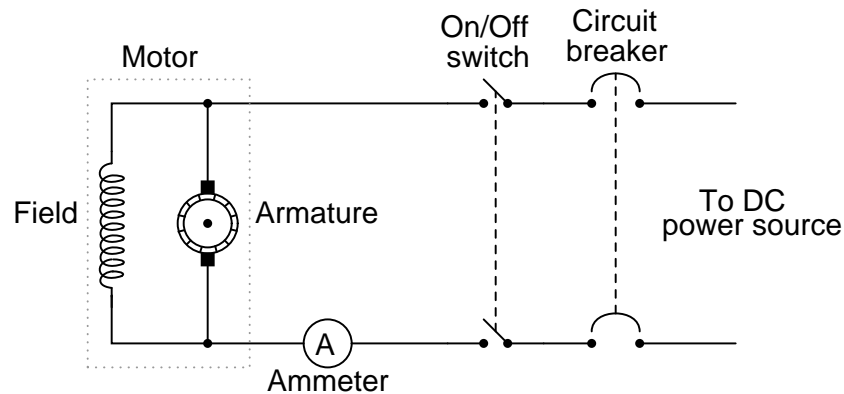 Motor
On/Off
switch
Circuit
breaker
Field
Armature
To DC
power source
A
Ammeter